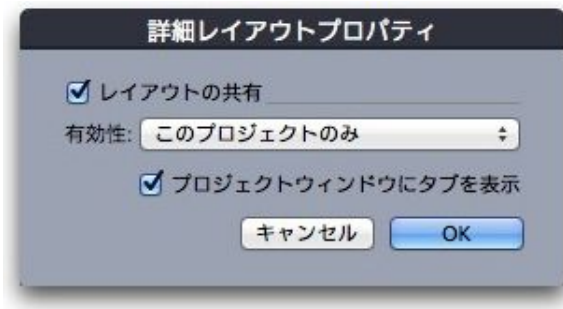 詳細レイアウトプロパティ
レイアウトの共有
有効性: このプロジェクトのみ
プロジェクトウィンドウにタブを表示
キャンセル OK